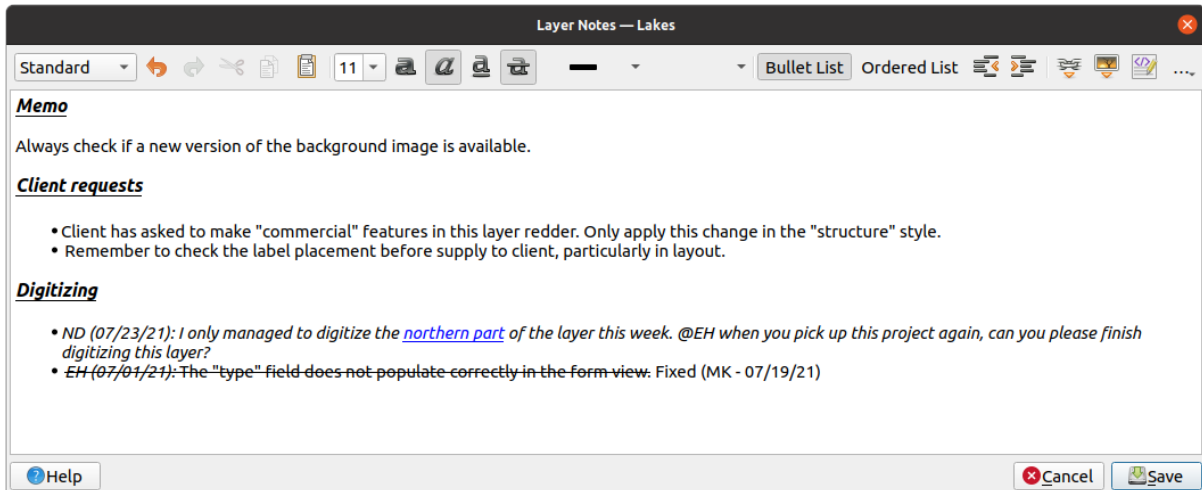 Layer Notes — Lakes
Standard 11 a a a a Bullet List Ordered List ...
Memo
Always check if a new version of the background image is available.
Client requests
• Client has asked to make "commercial" features in this layer redder. Only apply this change in the "structure" style.
• Remember to check the label placement before supply to client, particularly in layout.
Digitizing
• ND (07/23/21): I only managed to digitize the northern part of the layer this week. @EH when you pick up this project again, can you please finish
digitizing this layer?
• EH (07/01/21): The "type" field does not populate correctly in the form view. Fixed (MK - 07/19/21)
Help Cancel Save